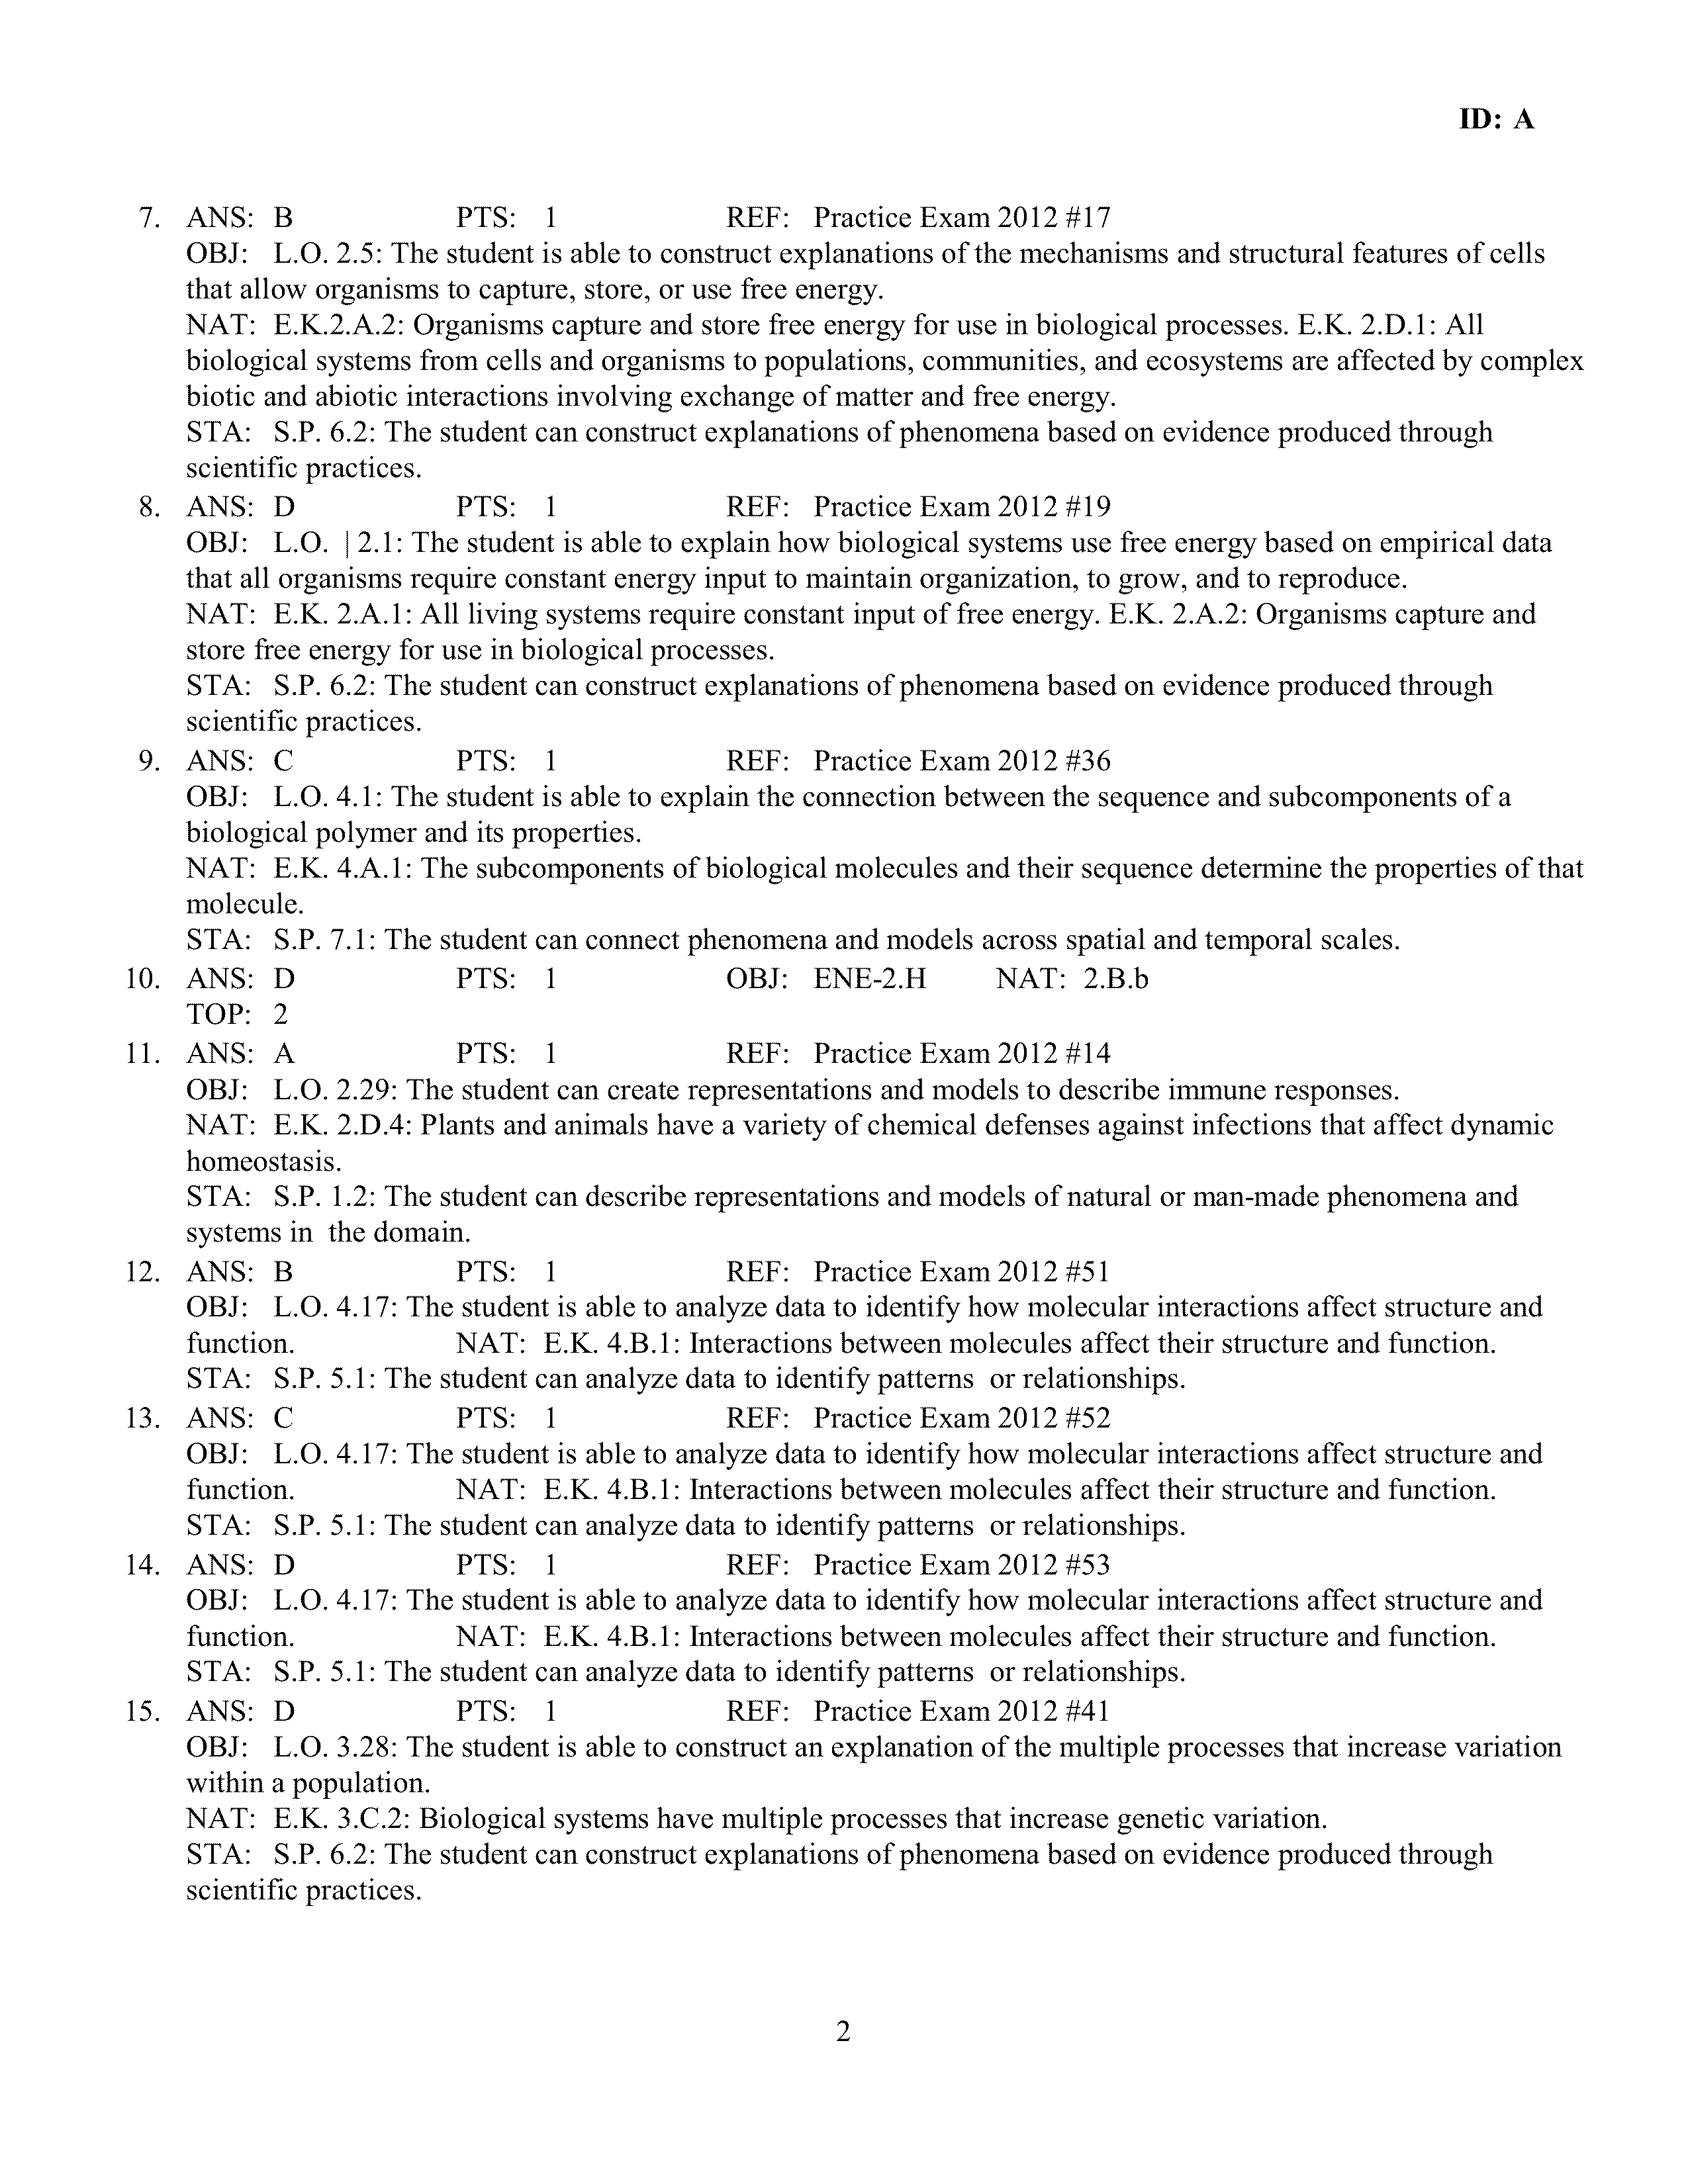 ID: A
7. ANS: B PTS: 1 REF: Practice Exam 2012 #17
OBJ: L.O. 2.5: The student is able to construct explanations of the mechanisms and structural features of cells
that allow organisms to capture, store, or use free energy.
NAT: E.K.2.A.2: Organisms capture and store free energy for use in biological processes. E.K. 2.D.1: All
biological systems from cells and organisms to populations, communities, and ecosystems are affected by complex
biotic and abiotic interactions involving exchange of matter and free energy.
STA: S.P. 6.2: The student can construct explanations of phenomena based on evidence produced through
scientific practices.
8. ANS: D PTS: 1 REF: Practice Exam 2012 #19
OBJ: L.O. | 2.1: The student is able to explain how biological systems use free energy based on empirical data
that all organisms require constant energy input to maintain organization, to grow, and to reproduce.
NAT: E.K. 2.A.1: All living systems require constant input of free energy. E.K. 2.A.2: Organisms capture and
store free energy for use in biological processes.
STA: S.P. 6.2: The student can construct explanations of phenomena based on evidence produced through
scientific practices.
9. ANS: C PTS: 1 REF: Practice Exam 2012 #36
OBJ: L.O. 4.1: The student is able to explain the connection between the sequence and subcomponents of a
biological polymer and its properties.
NAT: E.K. 4.A.1: The subcomponents of biological molecules and their sequence determine the properties of that
molecule.
STA: S.P. 7.1: The student can connect phenomena and models across spatial and temporal scales.
10. ANS: D PTS: 1 OBJ: ENE-2.H NAT: 2.B.b
TOP: 2
11. ANS: A PTS: 1 REF: Practice Exam 2012 #14
OBJ: L.O. 2.29: The student can create representations and models to describe immune responses.
NAT: E.K. 2.D.4: Plants and animals have a variety of chemical defenses against infections that affect dynamic
homeostasis.
STA: S.P. 1.2: The student can describe representations and models of natural or man-made phenomena and
systems in the domain.
12. ANS: B PTS: 1 REF: Practice Exam 2012 #51
OBJ: L.O. 4.17: The student is able to analyze data to identify how molecular interactions affect structure and
function. NAT: E.K. 4.B.1: Interactions between molecules affect their structure and function.
STA: S.P. 5.1: The student can analyze data to identify patterns or relationships.
13. ANS: C PTS: 1 REF: Practice Exam 2012 #52
OBJ: L.O. 4.17: The student is able to analyze data to identify how molecular interactions affect structure and
function. NAT: E.K. 4.B.1: Interactions between molecules affect their structure and function.
STA: S.P. 5.1: The student can analyze data to identify patterns or relationships.
14. ANS: D PTS: 1 REF: Practice Exam 2012 #53
OBJ: L.O. 4.17: The student is able to analyze data to identify how molecular interactions affect structure and
function. NAT: E.K. 4.B.1: Interactions between molecules affect their structure and function.
STA: S.P. 5.1: The student can analyze data to identify patterns or relationships.
15. ANS: D PTS: 1 REF: Practice Exam 2012 #41
OBJ: L.O. 3.28: The student is able to construct an explanation of the multiple processes that increase variation
within a population.
NAT: E.K. 3.C.2: Biological systems have multiple processes that increase genetic variation.
STA: S.P. 6.2: The student can construct explanations of phenomena based on evidence produced through
scientific practices.
2